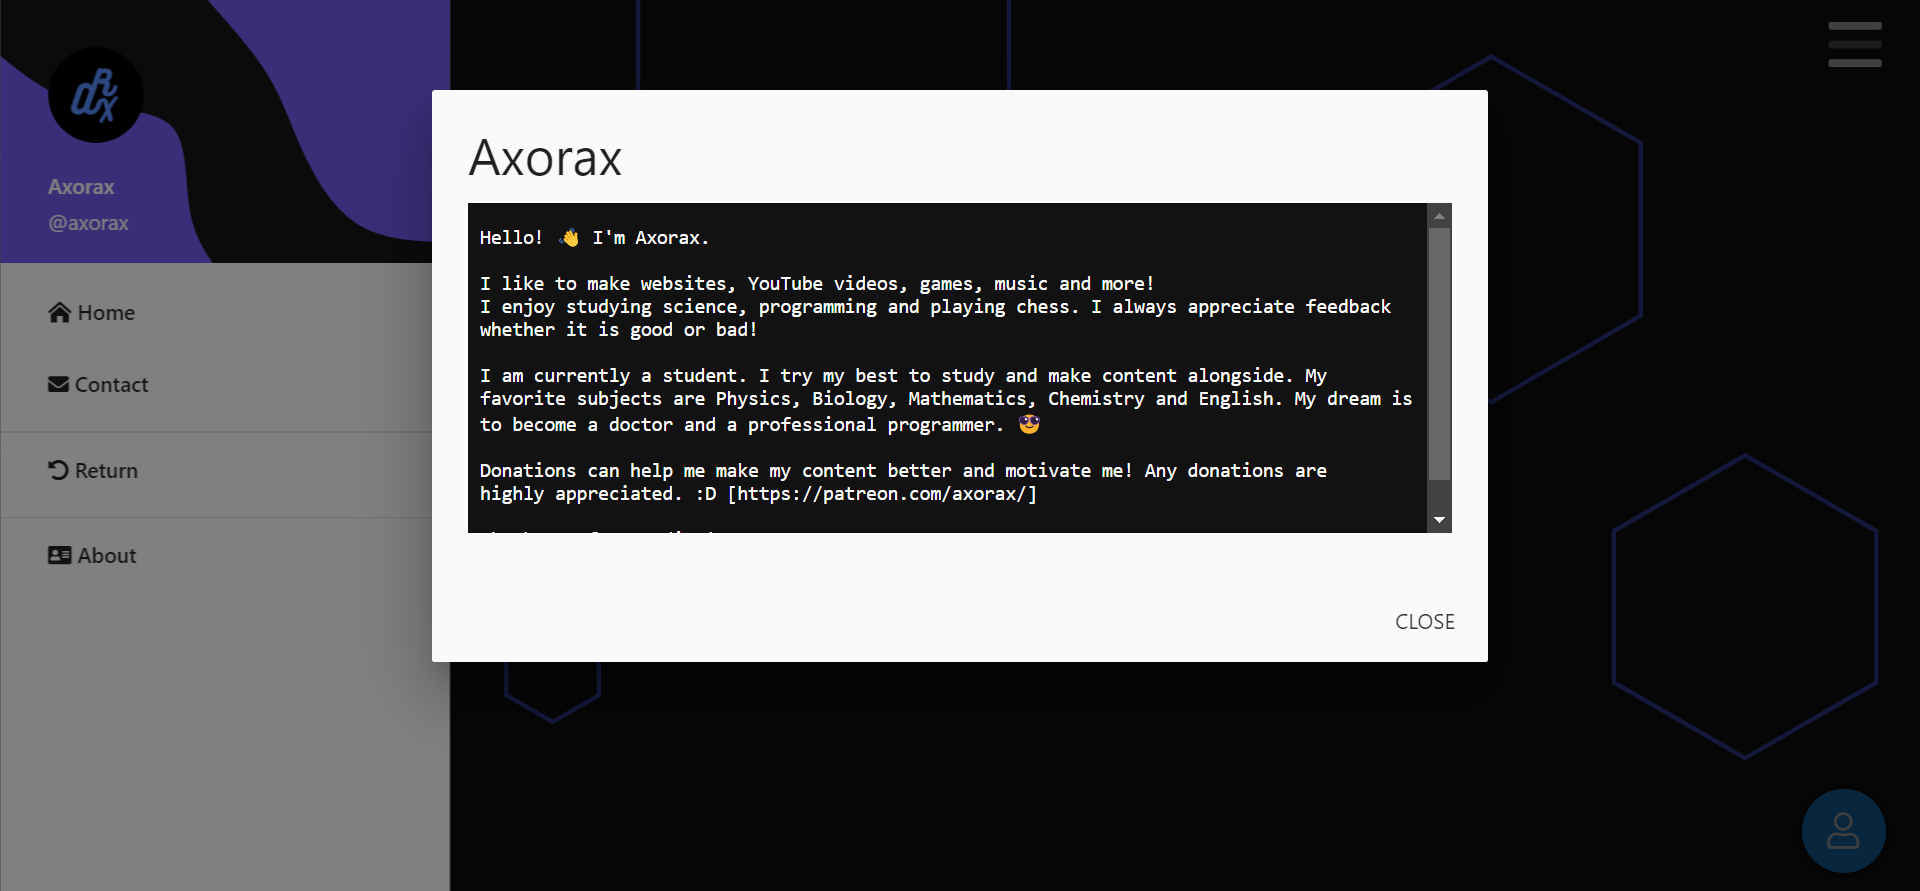 Axorax
@axorax
Home
Contact
Return
About
Axorax
Hello! 👋 I'm Axorax.
I like to make websites, YouTube videos, games, music and more!
I enjoy studying science, programming and playing chess. I always appreciate feedback
whether it is good or bad!
I am currently a student. I try my best to study and make content alongside. My
favorite subjects are Physics, Biology, Mathematics, Chemistry and English. My dream is
to become a doctor and a professional programmer. 😎
Donations can help me make my content better and motivate me! Any donations are
highly appreciated. :D [https://patreon.com/axorax/]
CLOSE